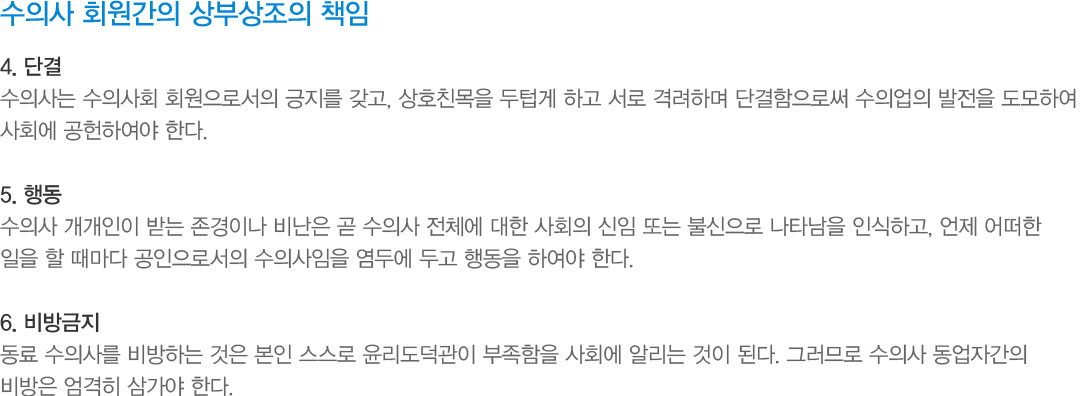 수의사 회원간의 상부상조의 책임
4. 단결
수의사는 수의사회 회원으로서의 긍지를 갖고, 상호친목을 두텁게 하고 서로 격려하며 단결함으로써 수의업의 발전을 도모하여
사회에 공헌하여야 한다.
5. 행동
수의사 개개인이 받는 존경이나 비난은 곧 수의사 전체에 대한 사회의 신임 또는 불신으로 나타남을 인식하고, 언제 어떠한
일을 할 때마다 공인으로서의 수의사임을 염두에 두고 행동을 하여야 한다.
6. 비방금지
동료 수의사를 비방하는 것은 본인 스스로 윤리도덕관이 부족함을 사회에 알리는 것이 된다. 그러므로 수의사 동업자간의
비방은 엄격히 삼가야 한다.